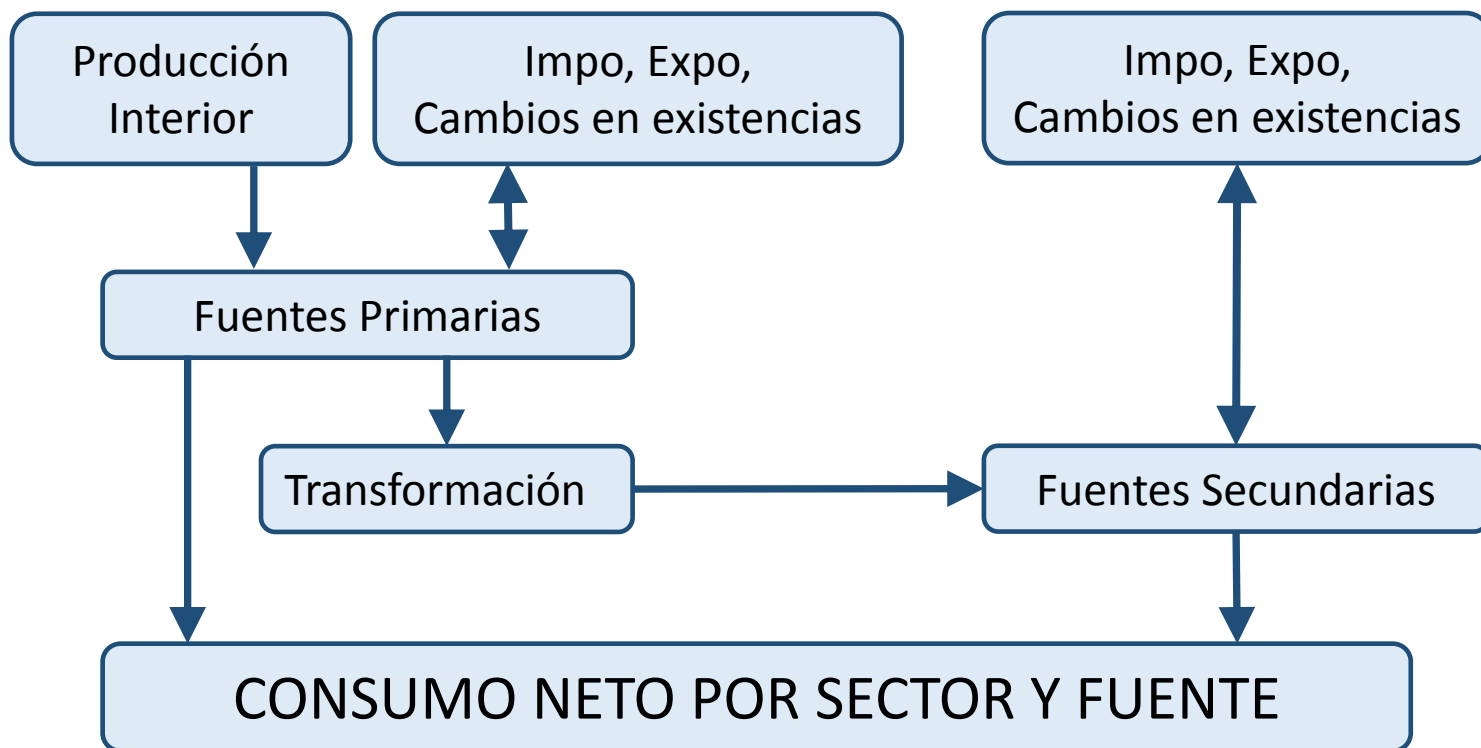 Producción
Interior
Impo, Expo,
Cambios en existencias
Impo, Expo,
Cambios en existencias
Fuentes Primarias
Transformación
Fuentes Secundarias
CONSUMO NETO POR SECTOR Y FUENTE